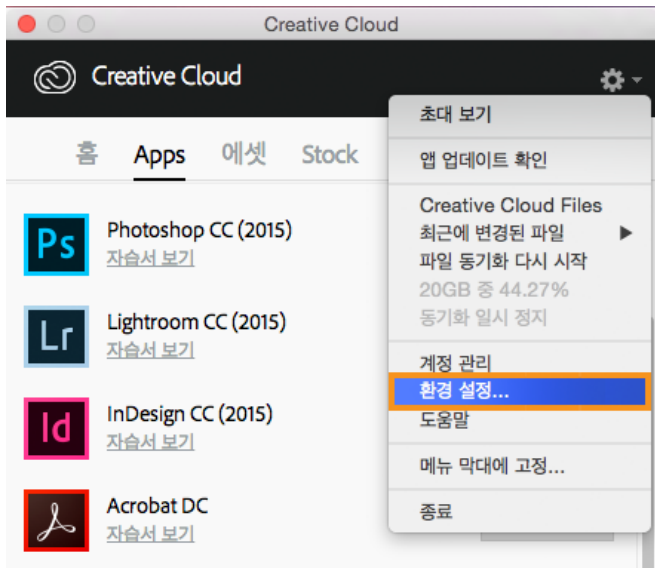 Creative Cloud
Creative Cloud
홈 Apps 에셋 Stock
Ps Photoshop CC (2015)
자습서 보기
Lr Lightroom CC (2015)
자습서 보기
Id InDesign CC (2015)
자습서 보기
Acrobat DC
자습서 보기
초대 보기
앱 업데이트 확인
Creative Cloud Files
최근에 변경된 파일
파일 동기화 다시 시작
20GB 중 44.27%
동기화 일시 정지
계정 관리
환경 설정...
도움말
메뉴 막대에 고정...
종료